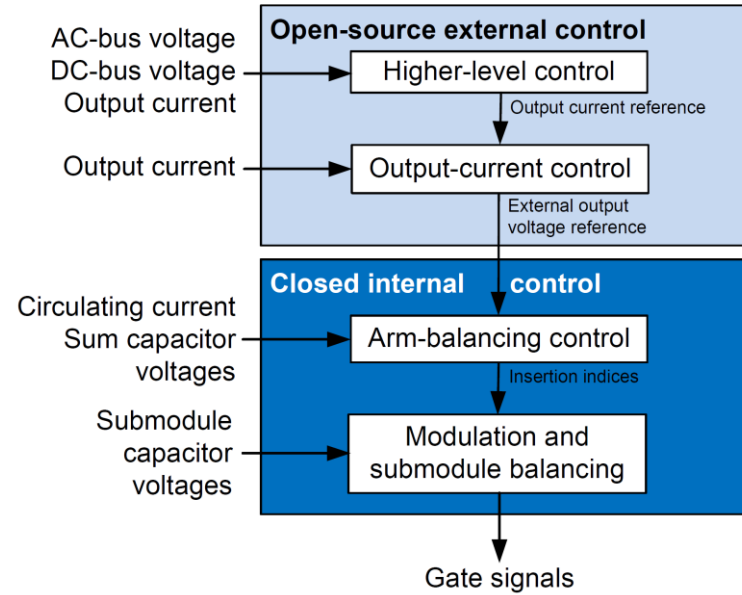 Open-source external control
AC-bus voltage
DC-bus voltage
Output current
Higher-level control
Output current reference
Output current
Output-current control
External output
voltage reference
Closed internal control
Circulating current
Sum capacitor
voltages
Arm-balancing control
Insertion indices
Submodule
capacitor
voltages
Modulation and
submodule balancing
Gate signals